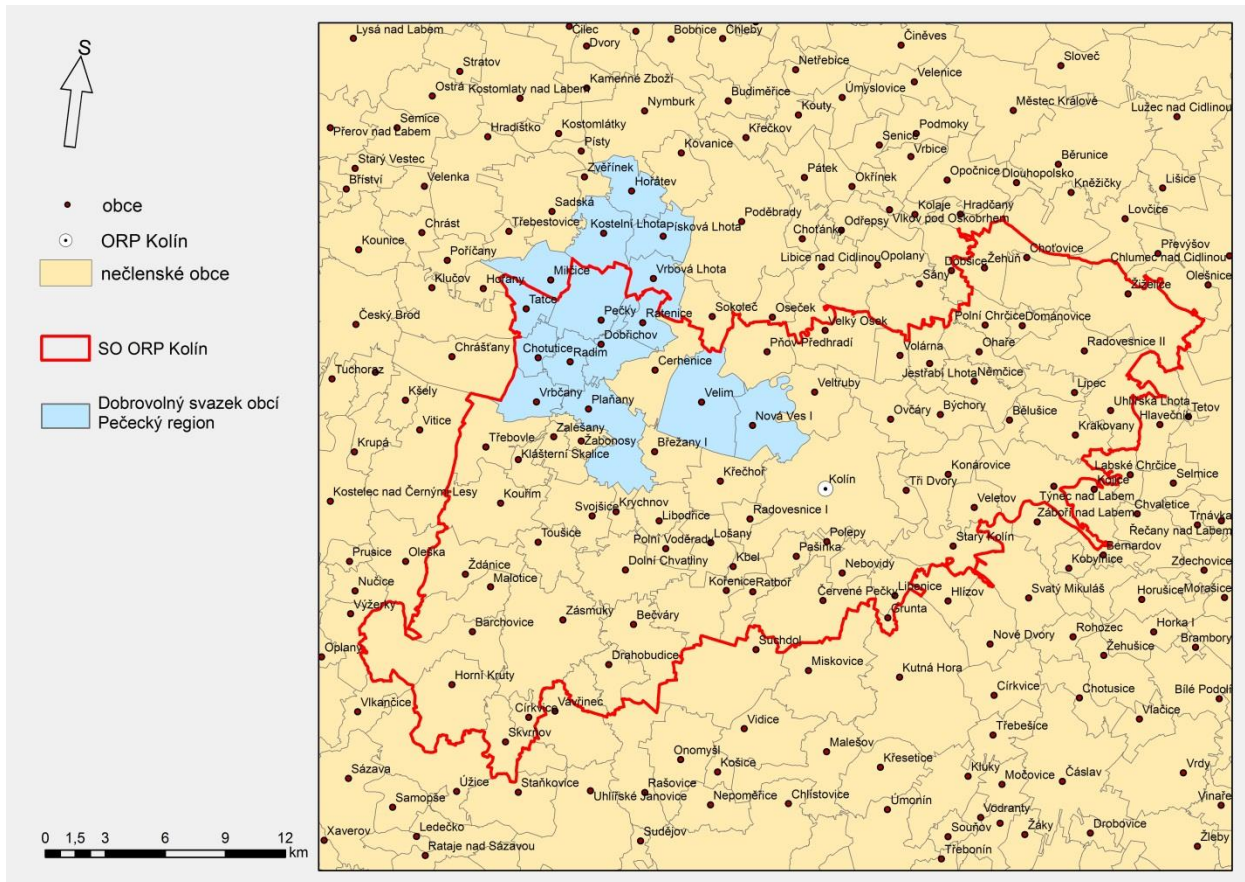 S
obce
ORP Kolín
nečlenské obce
SO ORP Kolín
Dobrovolný svazek obcí
Pečecký region
0 1,5 3 6 9 12
km
Lysá nad Labem
Čilec
Dvory
Bobnice
Chleby
Činěves
Netřebice
Sloveč
Stratov
Kamenné Zboží
Velenice
Ostrá
Kostomlaty nad Labem
Nymburk
Budiměřice
Úmyslovice
Kouty
Městec Králové
Lužec nad Cidlinou
Semice
Přerov nad Labem
Hradištko
Kostomlátky
Křečkov
Senice
Podmoky
Písty
Kovanice
Vrbice
Starý Vestec
Bříství
Velenka
Zvěřínek
Hořátev
Pátek
Okřínek
Opočnice
Dlouhopolsko
Běrunice
Kněžičky
Lišice
Sadská
Chrást
Třebestovice
Kostelní Lhota
Písková Lhota
Poděbrady
Odřepsy
Kolaje
Hradčany
Vlkov pod Oskobrhem
Lovčice
Kounice
Choťánky
Poříčany
Převýšov
Klučov
Hořany
Milčice
Vrbová Lhota
Libice nad Cidlinou
Opolany
Sány
Dobšice
Žehuň
Choťovice
Chlumec nad Cidlinou
Olešnice
Žiželice
Tatce
Český Brod
Pečky
Ratenice
Sokoleč
Oseček
Velký Osek
Polní Chrčice
Domanovice
Dobřichov
Chrášťany
Chotutice
Radim
Cerhenice
Pňov-Předhradí
Volárna
Ohaře
Radovesnice II
Jestřabí Lhota
Němčice
Tuchoraz
Kšely
Vrbčany
Plaňany
Velim
Veltruby
Lipec
Uhlířská Lhota
Hlavečník
Tetov
Vitice
Nová Ves I
Ovčáry
Býchory
Bělušice
Krakovany
Krupá
Třebovle
Zalešany
Žabonosy
Břežany I
Klášterní Skalice
Křečhoř
Kolín
Konárovice
Labské Chrčice
Kojice
Selmice
Kostelec nad Černými Lesy
Kouřim
Tři Dvory
Týnec nad Labem
Veletov
Chvaletice
Svojšice
Krychnov
Libodřice
Radovesnice I
Záboří nad Labem
Trnávka
Řečany nad Labem
Toušice
Polní Voděrady
Lošany
Polepy
Starý Kolín
Bernardov
Prusice
Oleška
Dolní Chvatliny
Kbel
Pašinka
Nebovidy
Kobylnice
Zdechovice
Nučice
Ždánice
Malotice
Kořenice
Ratboř
Červené Pečky
Libenice
Hlízov
Svatý Mikuláš
Horušice
Morašice
Výžerky
Zásmuky
Bečváry
Grunta
Barchovice
Nové Dvory
Rohozec
Horka I
Brambory
Oplany
Drahobudice
Suchdol
Miskovice
Kutná Hora
Žehušice
Horní Kruty
Vlkančice
Církvice
Vavřinec
Církvice
Chotusice
Bílé Podolí
Vlačice
Skvrňov
Vidice
Třebešice
Onomyšl
Košice
Malešov
Křesetice
Sázava
Úžice
Staňkovice
Rašovice
Kluky
Močovice
Čáslav
Vrdy
Samopše
Uhlířské Janovice
Nepoměřice
Chlístovice
Úmonín
Vinaře
Vodranty
Xaverov
Ledečko
Sudějov
Souňov
Žáky
Drobovice
Žleby
Rataje nad Sázavou
Třebonín